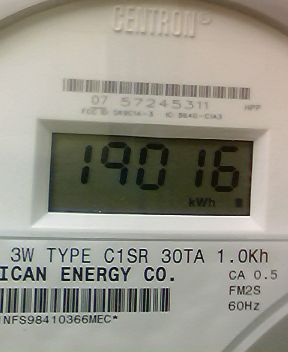 CENTRON
07 57245311
HPP
19016
kWh
3W TYPE C1SR 30TA 1.0Kh
ICAN ENERGY CO.
CA 0.5
FM2S
60Hz
NFS98410366MEC*